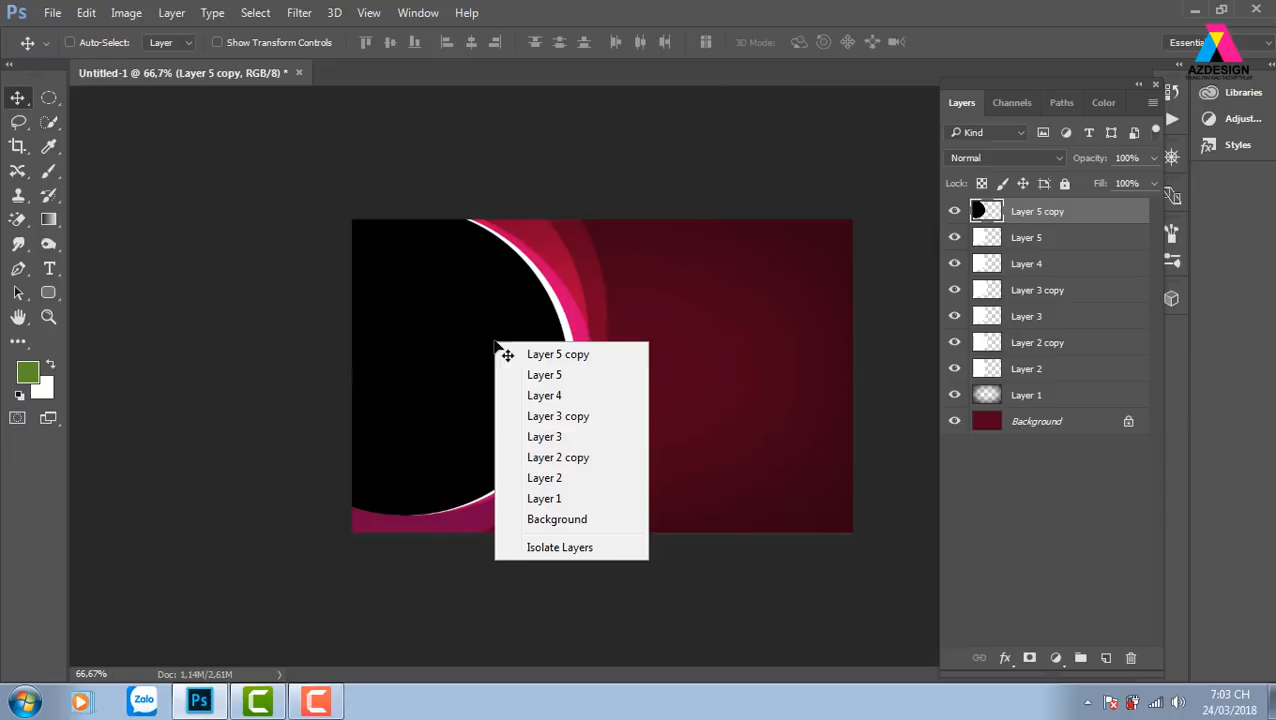 Ps File Edit Image Layer Type Select Filter 3D View Window Help
Auto-Select: Layer Show Transform Controls 3D Mode: Essentia
AZDESIGN
Untitled-1 @ 66,7% (Layer 5 copy, RGB/8) * ×
Layers Channels Paths Color
Libraries
Adjust...
Styles
Kind
Normal Opacity: 100%
Lock: Fill: 100%
Layer 5 copy
Layer 5
Layer 4
Layer 3 copy
Layer 3
Layer 2 copy
Layer 2
Layer 1
Background
Layer 5 copy
Layer 5
Layer 4
Layer 3 copy
Layer 3
Layer 2 copy
Layer 2
Layer 1
Background
Isolate Layers
66,67% Doc: 1,14M/2,61M
Zalo
Ps
7:03 CH
24/03/2018